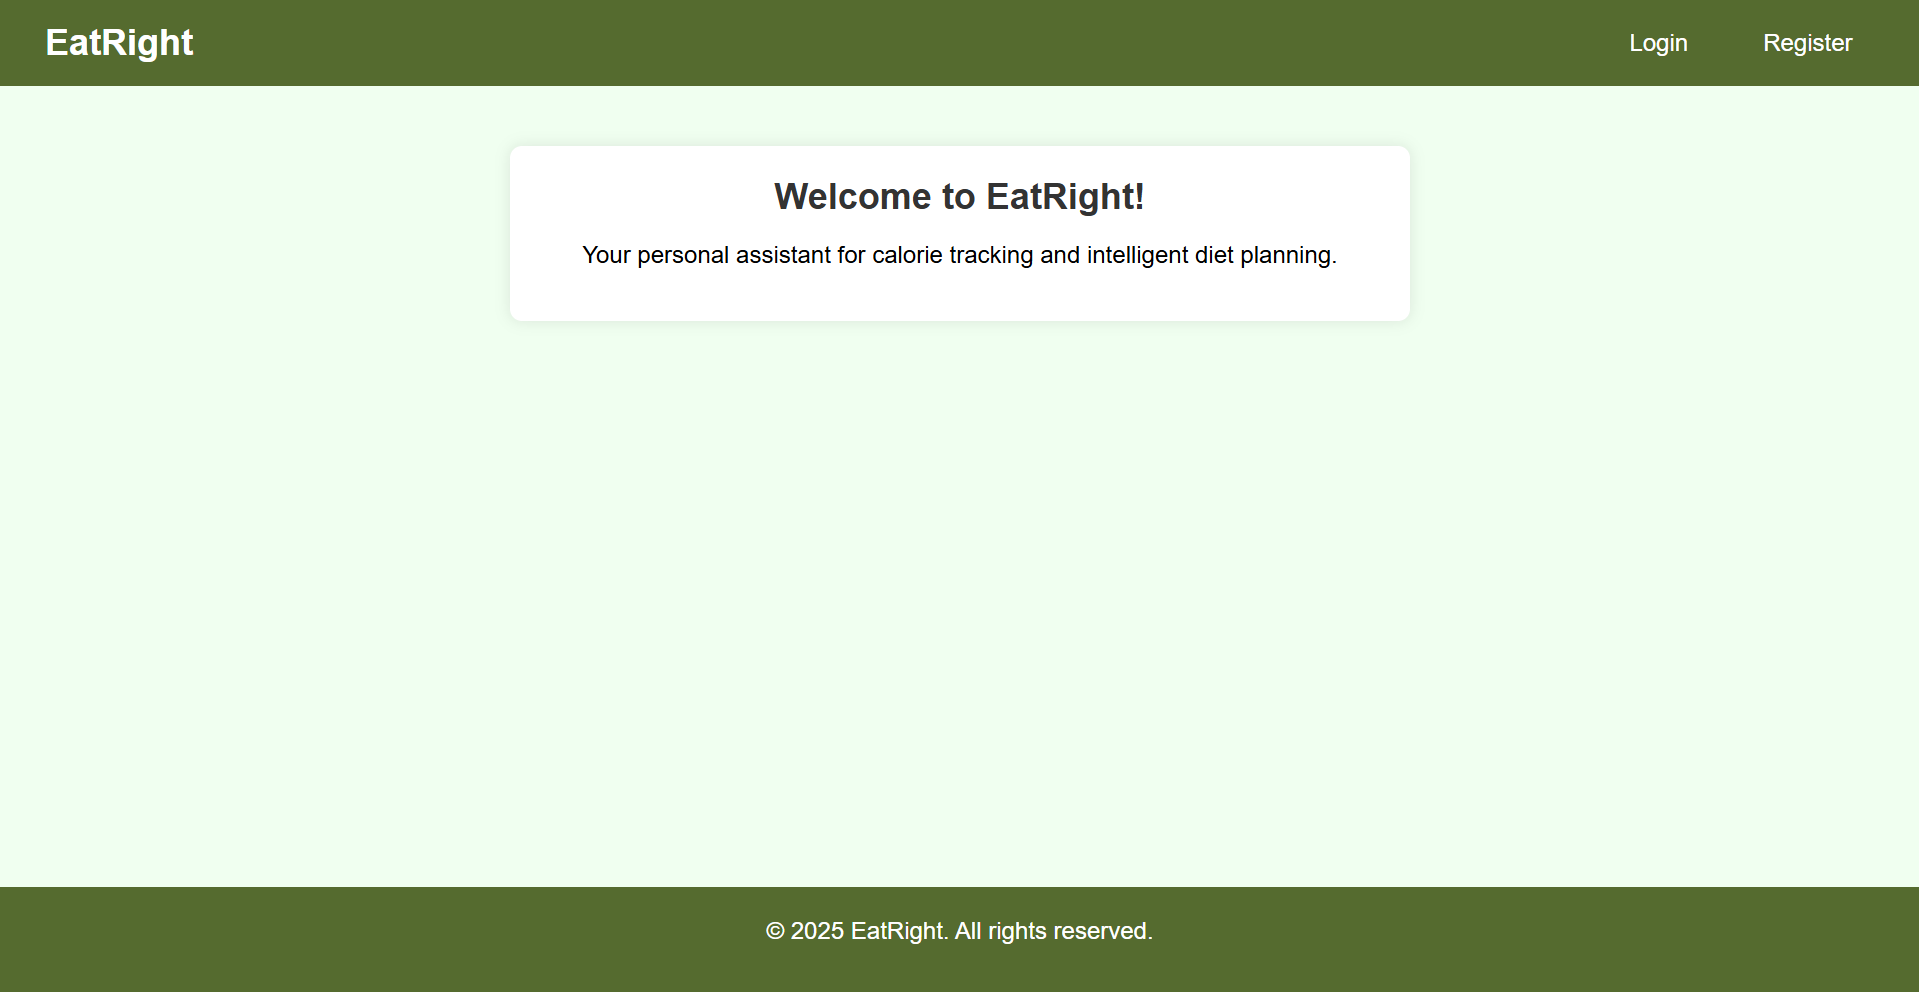 EatRight
Login
Register
Welcome to EatRight!
Your personal assistant for calorie tracking and intelligent diet planning.
© 2025 EatRight. All rights reserved.